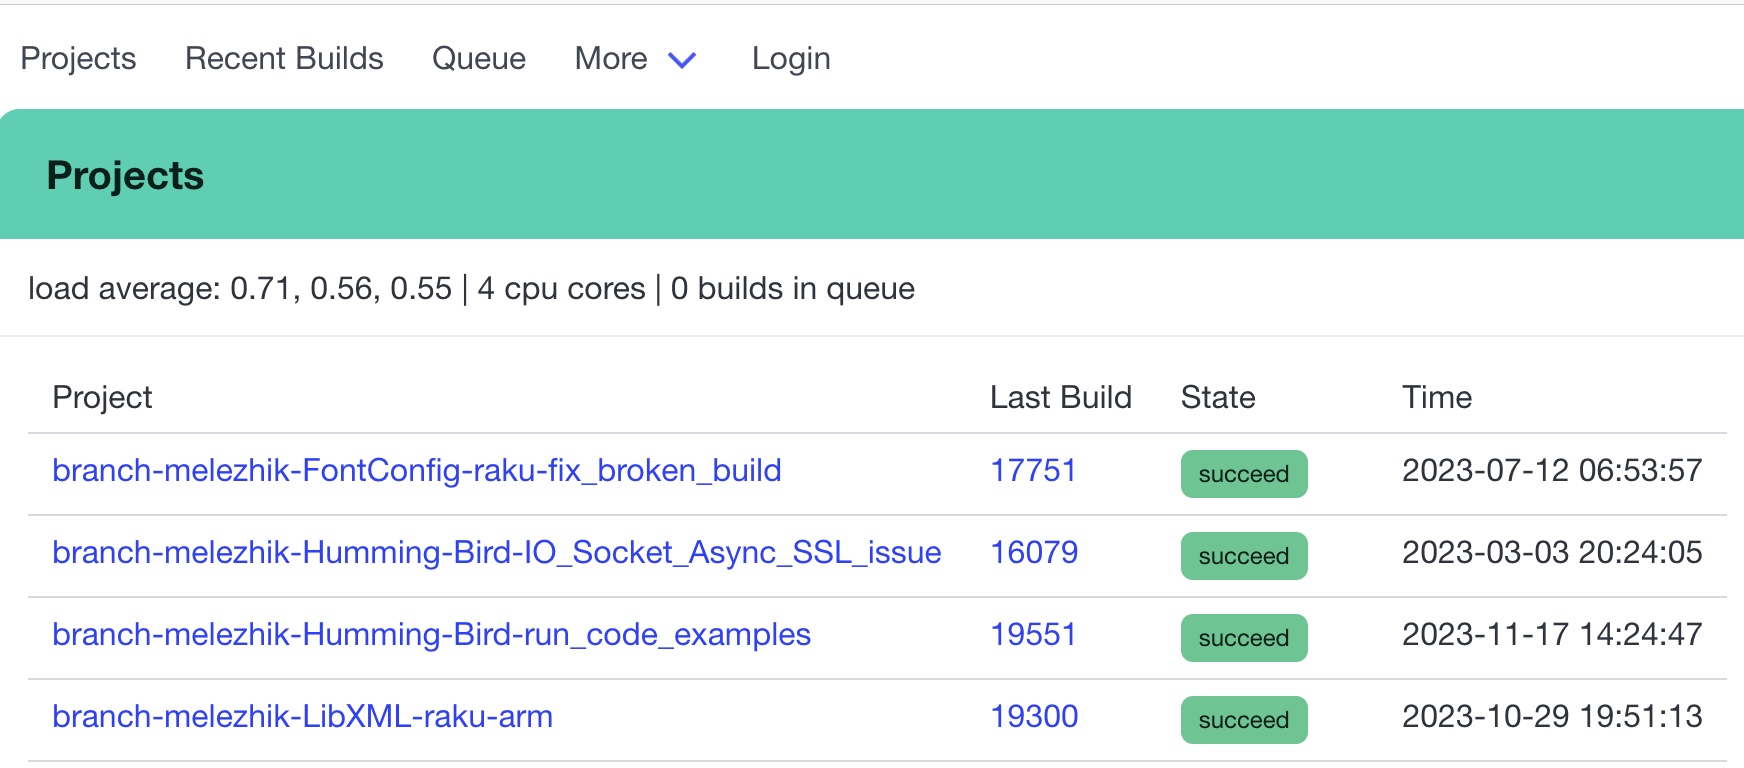 Projects Recent Builds Queue More Login
Projects
load average: 0.71, 0.56, 0.55 | 4 cpu cores | 0 builds in queue
Project Last Build State Time
branch-melezhik-FontConfig-raku-fix_broken_build 17751 succeed 2023-07-12 06:53:57
branch-melezhik-Humming-Bird-IO_Socket_Async_SSL_issue 16079 succeed 2023-03-03 20:24:05
branch-melezhik-Humming-Bird-run_code_examples 19551 succeed 2023-11-17 14:24:47
branch-melezhik-LibXML-raku-arm 19300 succeed 2023-10-29 19:51:13